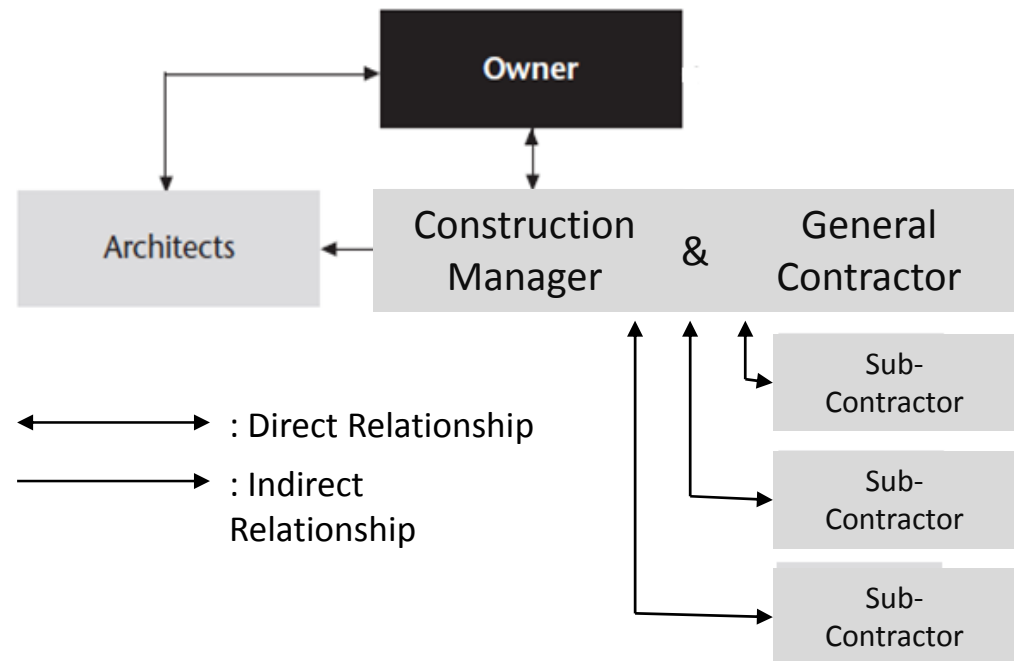 Owner
Architects
Construction
Manager
&
General
Contractor
Sub-
Contractor
: Direct Relationship
: Indirect
Relationship
Sub-
Contractor
Sub-
Contractor